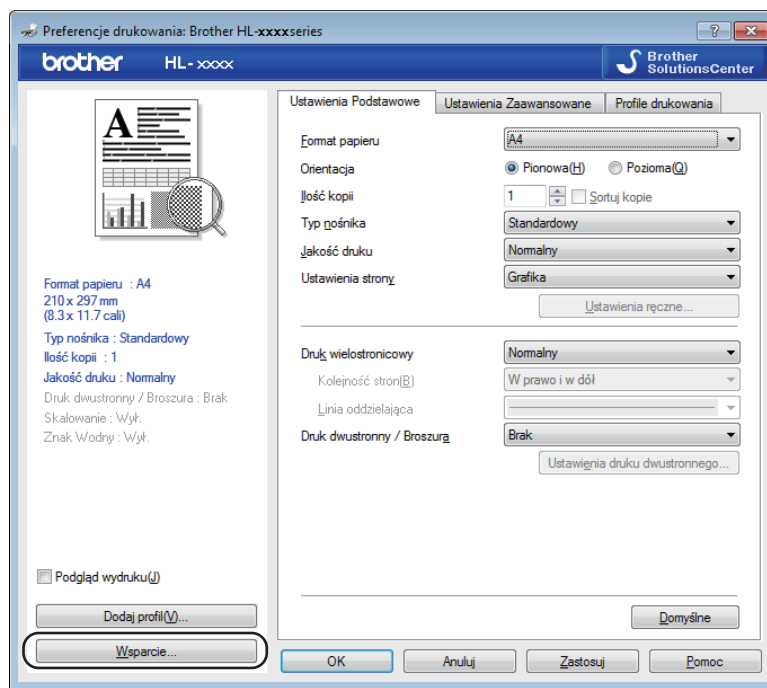 Preferencje drukowania: Brother HL-xxxx series
brother HL-xxxx
Brother
SolutionsCenter
A
Format papieru : A4
210 x 297 mm
(8.3 x 11.7 cali)
Typ nośnika : Standardowy
Ilość kopii : 1
Jakość druku : Normalny
Druk dwustronny / Broszura : Brak
Skalowanie : Wył.
Znak Wodny : Wył.
Podgląd wydruku(J)
Dodaj profil(V)...
Wsparcie...
Ustawienia Podstawowe Ustawienia Zaawansowane Profile drukowania
Format papieru A4
Orientacja Pionowa(H) Pozioma(Q)
Ilość kopii 1 Sortuj kopie
Typ nośnika Standardowy
Jakość druku Normalny
Ustawienia strony Grafika
Ustawienia ręczne...
Druk wielostronicowy Normalny
Kolejność stron(B) W prawo i w dół
Linia oddzielająca
Druk dwustronny / Broszura Brak
Ustawienia druku dwustronnego...
Domyślne
OK Anuluj Zastosuj Pomoc